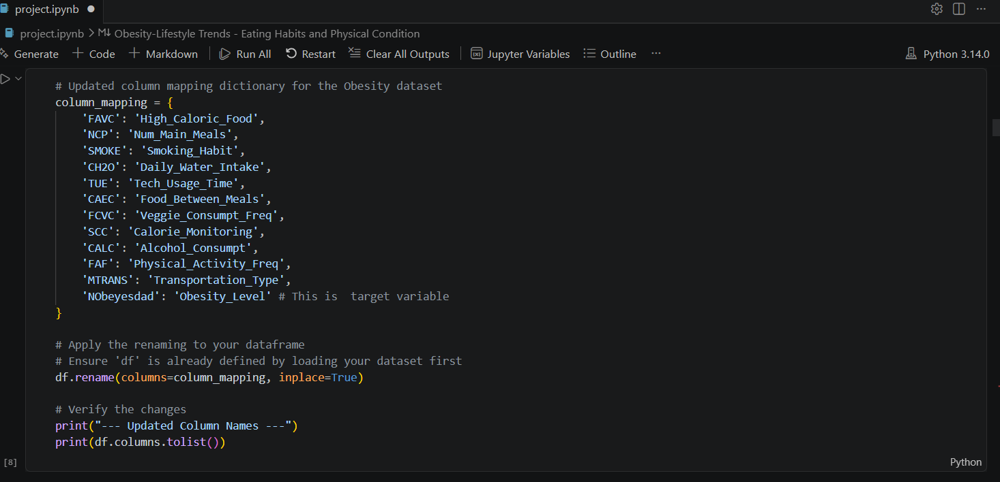 project.ipynb
project.ipynb > M↓ Obesity-Lifestyle Trends - Eating Habits and Physical Condition
Generate + Code + Markdown Run All Restart Clear All Outputs Jupyter Variables Outline ... Python 3.14.0
# Updated column mapping dictionary for the Obesity dataset
column_mapping = {
    'FAVC': 'High_Caloric_Food',
    'NCP': 'Num_Main_Meals',
    'SMOKE': 'Smoking_Habit',
    'CH2O': 'Daily_Water_Intake',
    'TUE': 'Tech_Usage_Time',
    'CAEC': 'Food_Between_Meals',
    'FCVC': 'Veggie_Consumpt_Freq',
    'SCC': 'Calorie_Monitoring',
    'CALC': 'Alcohol_Consumpt',
    'FAF': 'Physical_Activity_Freq',
    'MTRANS': 'Transportation_Type',
    'NObeyesdad': 'Obesity_Level' # This is  target variable
}
# Apply the renaming to your dataframe
# Ensure 'df' is already defined by loading your dataset first
df.rename(columns=column_mapping, inplace=True)
# Verify the changes
print("--- Updated Column Names ---")
print(df.columns.tolist())
[8] Python